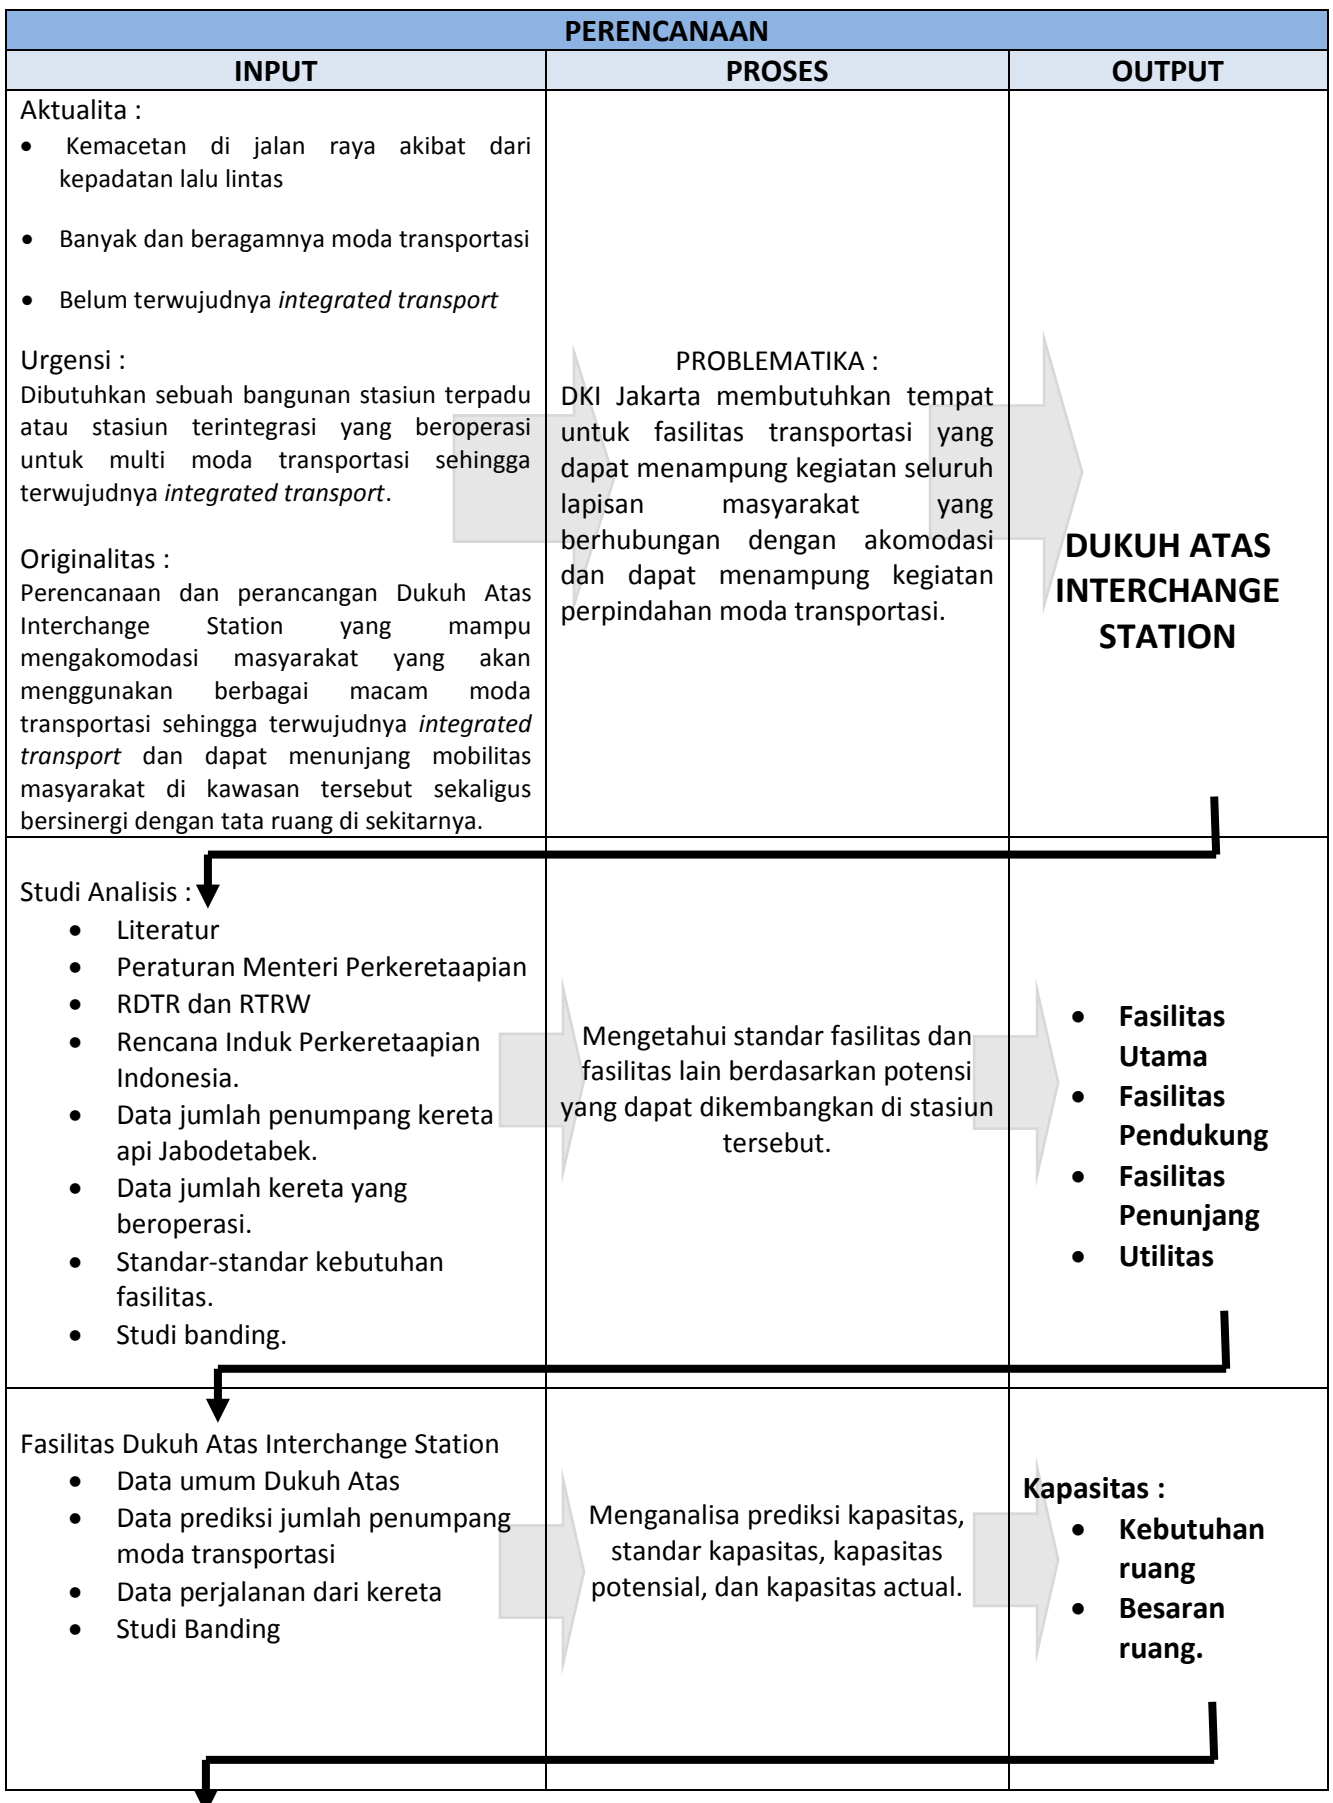 PERENCANAAN
INPUT
PROSES
OUTPUT
Aktualita :
• Kemacetan di jalan raya akibat dari
kepadatan lalu lintas
• Banyak dan beragamnya moda transportasi
• Belum terwujudnya integrated transport
Urgensi :
Dibutuhkan sebuah bangunan stasiun terpadu
atau stasiun terintegrasi yang beroperasi
untuk multi moda transportasi sehingga
terwujudnya integrated transport.
Originalitas :
Perencanaan dan perancangan Dukuh Atas
Interchange Station yang mampu
mengakomodasi masyarakat yang akan
menggunakan berbagai macam moda
transportasi sehingga terwujudnya integrated
transport dan dapat menunjang mobilitas
masyarakat di kawasan tersebut sekaligus
bersinergi dengan tata ruang di sekitarnya.
PROBLEMATIKA :
DKI Jakarta membutuhkan tempat
untuk fasilitas transportasi yang
dapat menampung kegiatan seluruh
lapisan masyarakat yang
berhubungan dengan akomodasi
dan dapat menampung kegiatan
perpindahan moda transportasi.
DUKUH ATAS
INTERCHANGE
STATION
Studi Analisis :
• Literatur
• Peraturan Menteri Perkeretaapian
• RDTR dan RTRW
• Rencana Induk Perkeretaapian
Indonesia.
• Data jumlah penumpang kereta
api Jabodetabek.
• Data jumlah kereta yang
beroperasi.
• Standar-standar kebutuhan
fasilitas.
• Studi banding.
Mengetahui standar fasilitas dan
fasilitas lain berdasarkan potensi
yang dapat dikembangkan di stasiun
tersebut.
• Fasilitas
Utama
• Fasilitas
Pendukung
• Fasilitas
Penunjang
• Utilitas
Fasilitas Dukuh Atas Interchange Station
• Data umum Dukuh Atas
• Data prediksi jumlah penumpang
moda transportasi
• Data perjalanan dari kereta
• Studi Banding
Menganalisa prediksi kapasitas,
standar kapasitas, kapasitas
potensial, dan kapasitas actual.
Kapasitas :
• Kebutuhan
ruang
• Besaran
ruang.